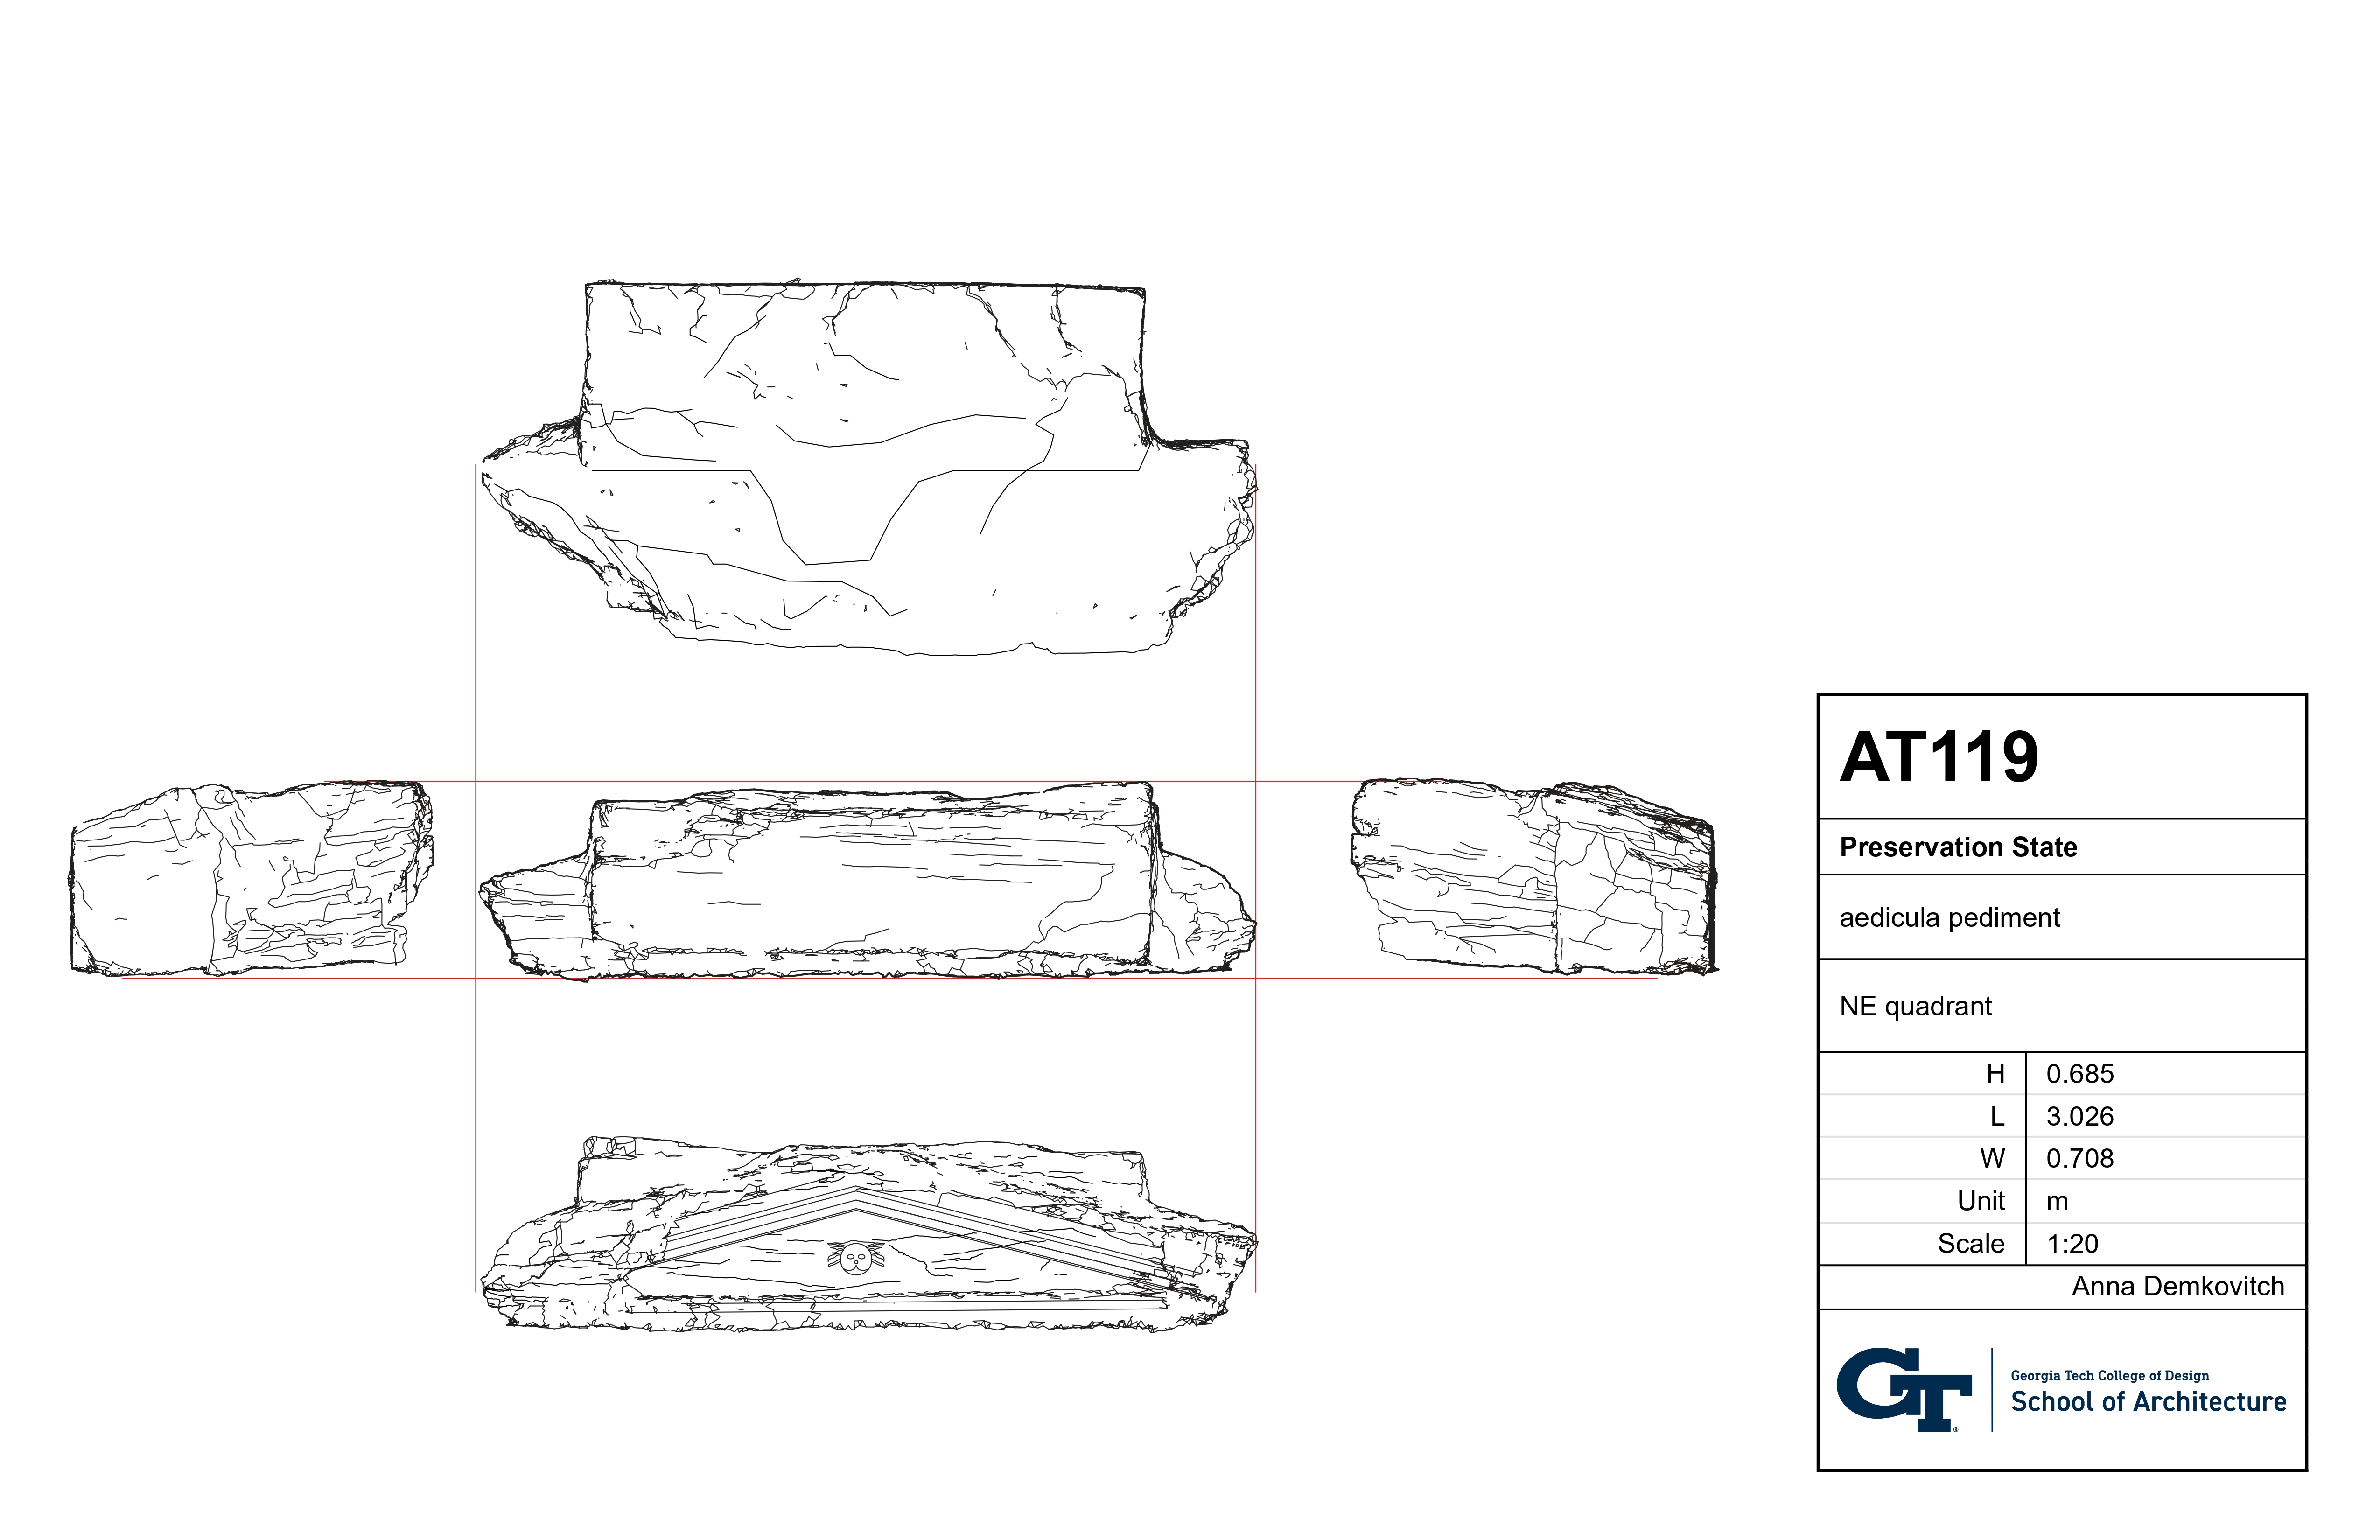 AT119
Preservation State
aedicula pediment
NE quadrant
H 0.685
L 3.026
W 0.708
Unit m
Scale 1:20
Anna Demkovitch
GT ®
Georgia Tech College of Design
School of Architecture